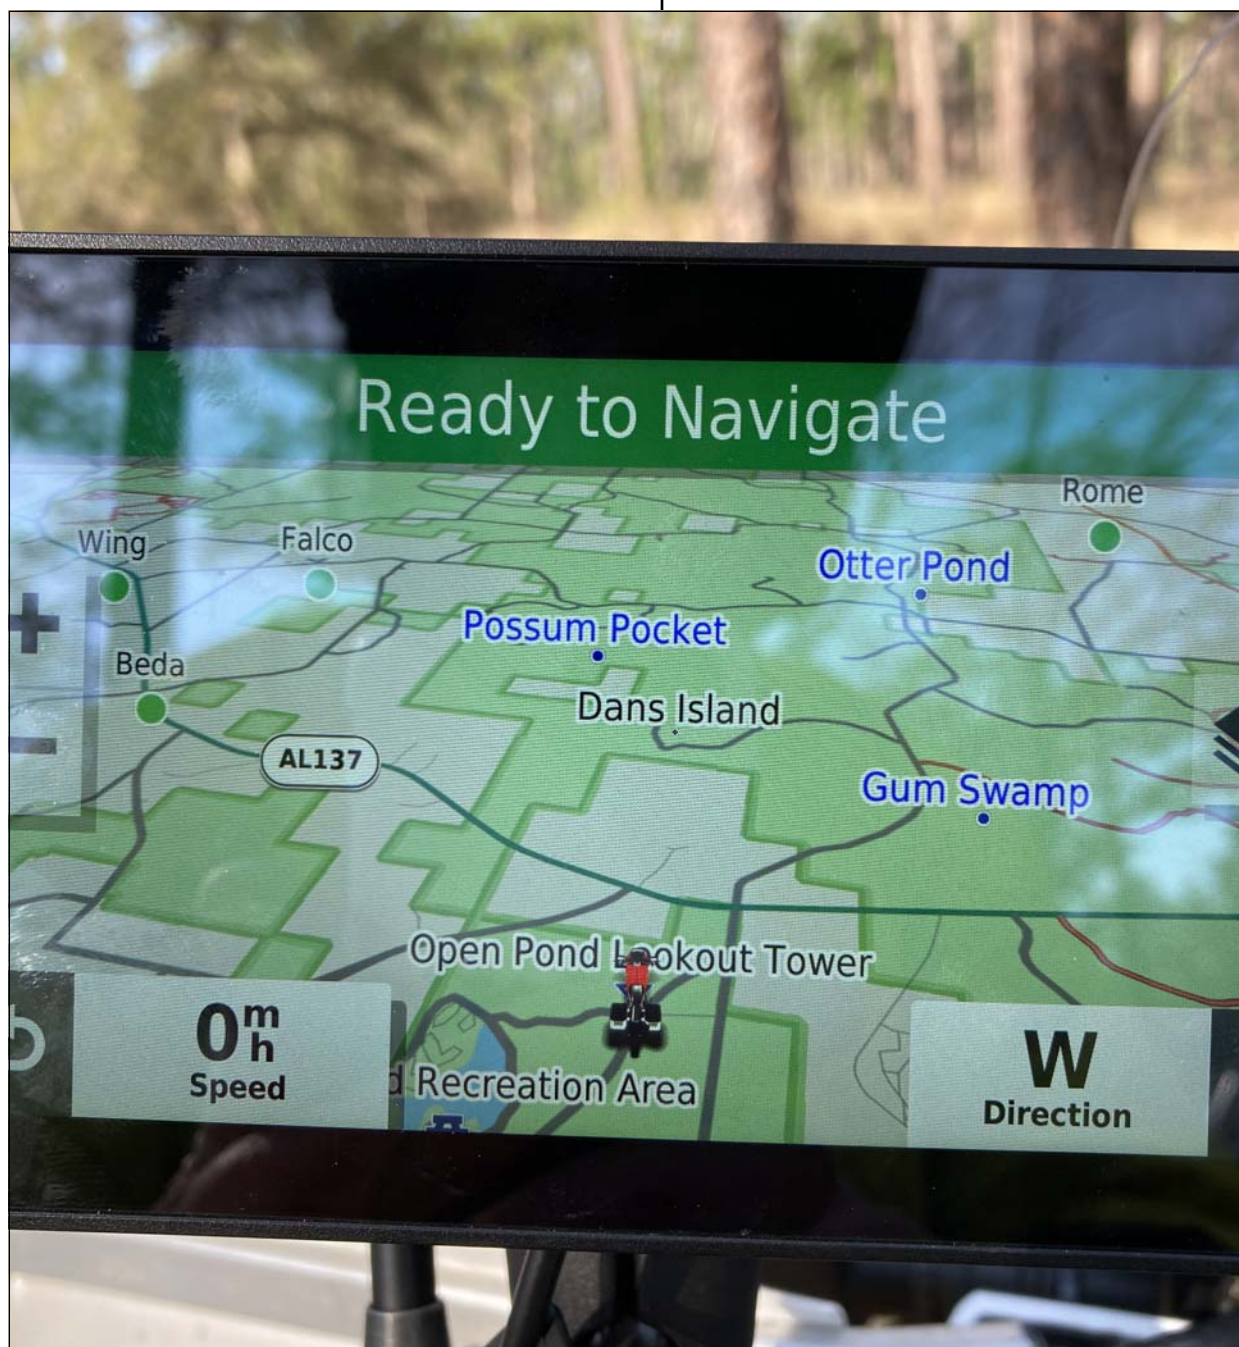 Ready to Navigate
Rome
Wing
Falco
Otter Pond
+
Possum Pocket
Beda
Dans Island
−
AL137
Gum Swamp
Open Pond Lookout Tower
0 mh
Speed
d Recreation Area
W
Direction